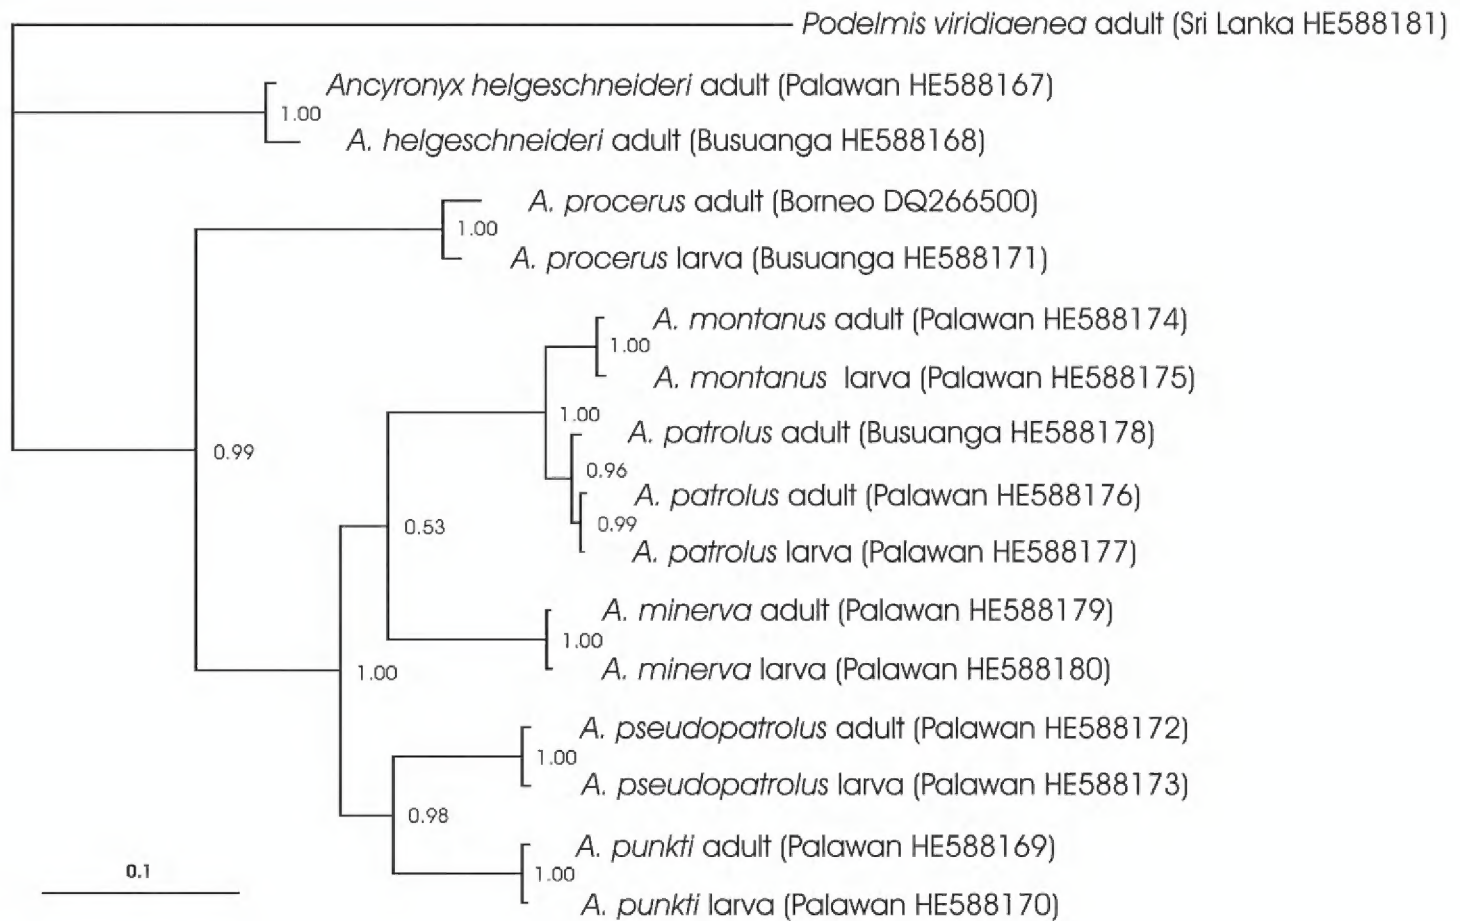 Podelmis viridiaenea adult (Sri Lanka HE588181)
Ancyronyx helgeschneideri adult (Palawan HE588167)
1.00
A. helgeschneideri adult (Busuanga HE588168)
A. procerus adult (Borneo DQ266500)
1.00
A. procerus larva (Busuanga HE588171)
A. montanus adult (Palawan HE588174)
1.00
A. montanus larva (Palawan HE588175)
1.00
A. patrolus adult (Busuanga HE588178)
0.99
0.96
A. patrolus adult (Palawan HE588176)
0.53
0.99
A. patrolus larva (Palawan HE588177)
A. minerva adult (Palawan HE588179)
1.00
A. minerva larva (Palawan HE588180)
1.00
A. pseudopatrolus adult (Palawan HE588172)
1.00
A. pseudopatrolus larva (Palawan HE588173)
0.98
A. punkti adult (Palawan HE588169)
0.1
1.00
A. punkti larva (Palawan HE588170)